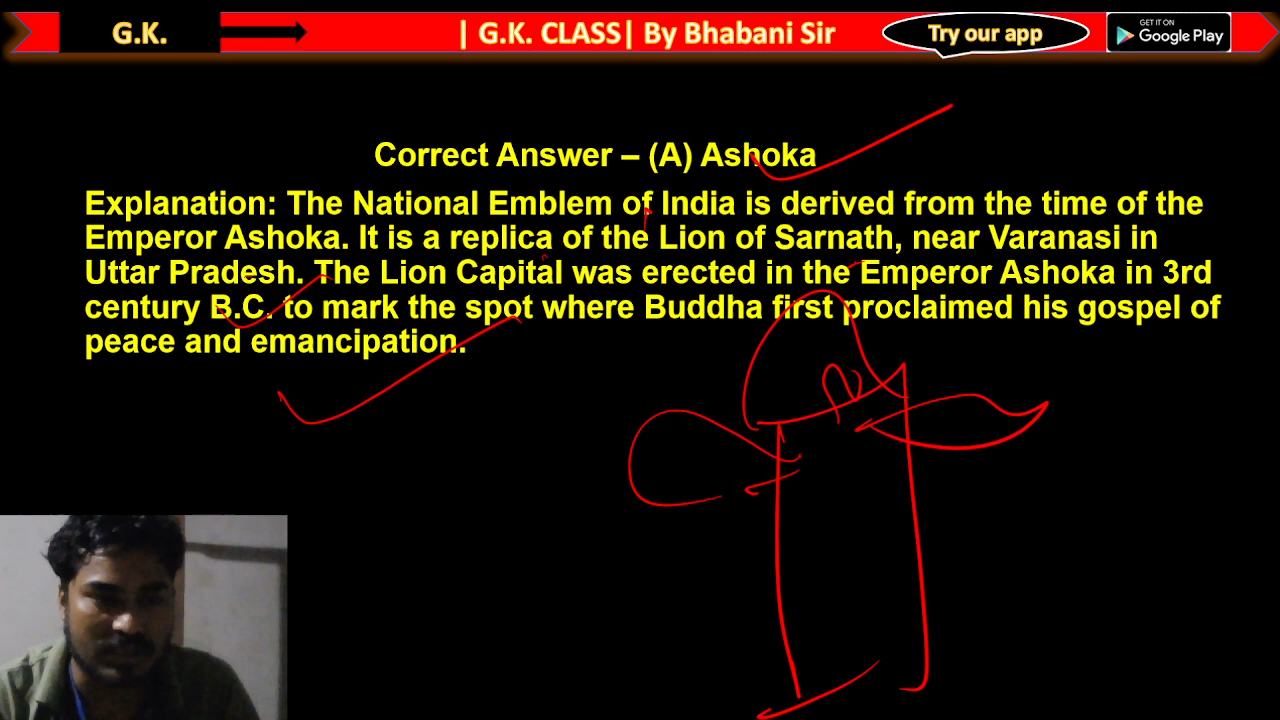 G.K.
| G.K. CLASS| By Bhabani Sir
Try our app
GET IT ON
Google Play
Correct Answer – (A) Ashoka
Explanation: The National Emblem of India is derived from the time of the
Emperor Ashoka. It is a replica of the Lion of Sarnath, near Varanasi in
Uttar Pradesh. The Lion Capital was erected in the Emperor Ashoka in 3rd
century B.C. to mark the spot where Buddha first proclaimed his gospel of
peace and emancipation.